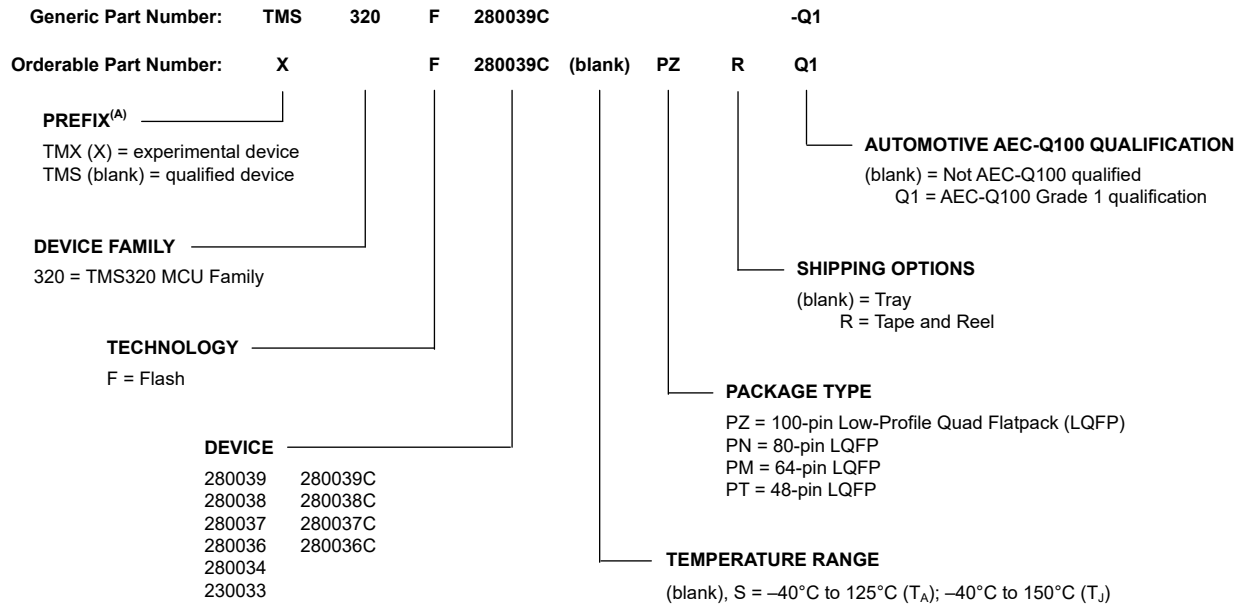 Generic Part Number: TMS 320 F 280039C -Q1
Orderable Part Number: X F 280039C (blank) PZ R Q1
PREFIX(A)
TMX (X) = experimental device
TMS (blank) = qualified device
AUTOMOTIVE AEC-Q100 QUALIFICATION
(blank) = Not AEC-Q100 qualified
Q1 = AEC-Q100 Grade 1 qualification
DEVICE FAMILY
320 = TMS320 MCU Family
SHIPPING OPTIONS
(blank) = Tray
R = Tape and Reel
TECHNOLOGY
F = Flash
PACKAGE TYPE
PZ = 100-pin Low-Profile Quad Flatpack (LQFP)
PN = 80-pin LQFP
PM = 64-pin LQFP
PT = 48-pin LQFP
DEVICE
280039 280039C
280038 280038C
280037 280037C
280036 280036C
280034
230033
TEMPERATURE RANGE
(blank), S = –40°C to 125°C (TA); –40°C to 150°C (TJ)